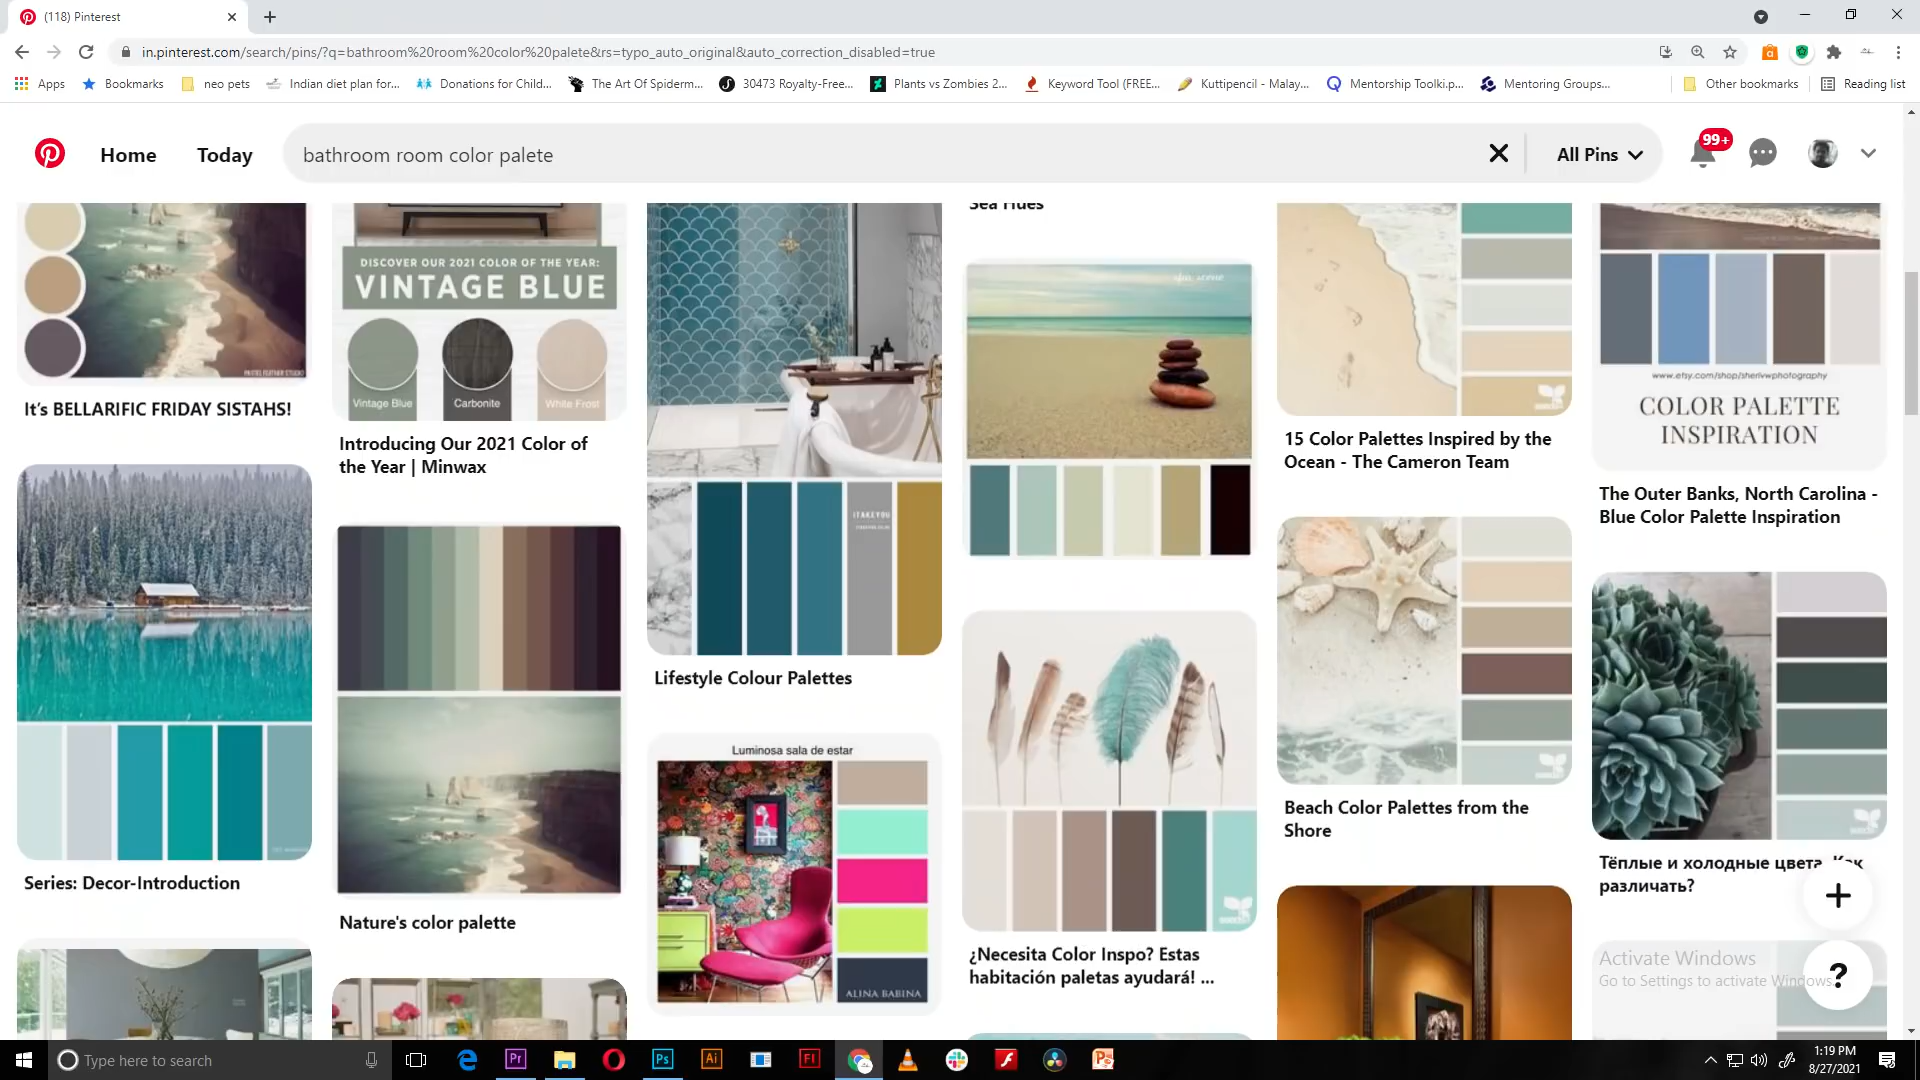 (118) Pinterest
in.pinterest.com/search/pins/?q=bathroom%20room%20color%20palete&rs=typo_auto_original&auto_correction_disabled=true
Apps
Bookmarks
neo pets
Indian diet plan for...
Donations for Child...
The Art Of Spiderm...
30473 Royalty-Free...
Plants vs Zombies 2...
Keyword Tool (FREE...
Kuttipencil - Malay...
Mentorship Toolki.p...
Mentoring Groups...
Other bookmarks
Reading list
Home
Today
bathroom room color palete
All Pins
99+
It's BELLARIFIC FRIDAY SISTAHS!
Series: Decor-Introduction
DISCOVER OUR 2021 COLOR OF THE YEAR:
VINTAGE BLUE
Vintage Blue
Carbonite
White Frost
Introducing Our 2021 Color of
the Year | Minwax
Nature's color palette
ITAKEYOU
Lifestyle Colour Palettes
Luminosa sala de estar
ALINA BABINA
Sea Hues
¿Necesita Color Inspo? Estas
habitación paletas ayudará! ...
15 Color Palettes Inspired by the
Ocean - The Cameron Team
Beach Color Palettes from the
Shore
www.etsy.com/shop/sherivwphotography
COLOR PALETTE
INSPIRATION
The Outer Banks, North Carolina -
Blue Color Palette Inspiration
Тёплые и холодные цвета. Как
различать?
Activate Windows
Go to Settings to activate Windows.
Type here to search
1:19 PM
8/27/2021